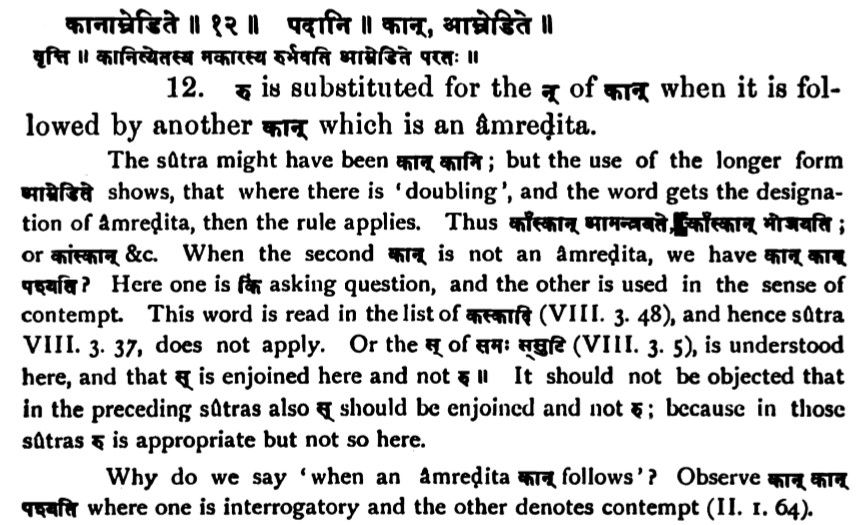 कानाम्रेडिते ॥ १२ ॥ पदानि ॥ कान्, आम्रेडिते ॥
वृत्ति ॥ कानित्येतस्य नकारस्य रुर्भवति आम्रेडिते परतः ॥
12. रु is substituted for the न् of कान् when it is fol-
lowed by another कान् which is an âmreḍita.
The sûtra might have been कान् कानि ; but the use of the longer form
आम्रेडिते shows, that where there is 'doubling', and the word gets the designa-
tion of âmreḍita, then the rule applies. Thus काँस्कान् आमन्त्रयते, काँस्कान् भोजयति ;
or कांस्कान् &c. When the second कान् is not an âmreḍita, we have कान् कान्
पश्यति ? Here one is किं asking question, and the other is used in the sense of
contempt. This word is read in the list of कस्कादि (VIII. 3. 48), and hence sûtra
VIII. 3. 37, does not apply. Or the स् of समः स्सुटि (VIII. 3. 5), is understood
here, and that स् is enjoined here and not रु ॥ It should not be objected that
in the preceding sûtras also स् should be enjoined and not रु ; because in those
sûtras रु is appropriate but not so here.
Why do we say 'when an âmreḍita कान् follows' ? Observe कान् कान्
पश्यति where one is interrogatory and the other denotes contempt (II. 1. 64).